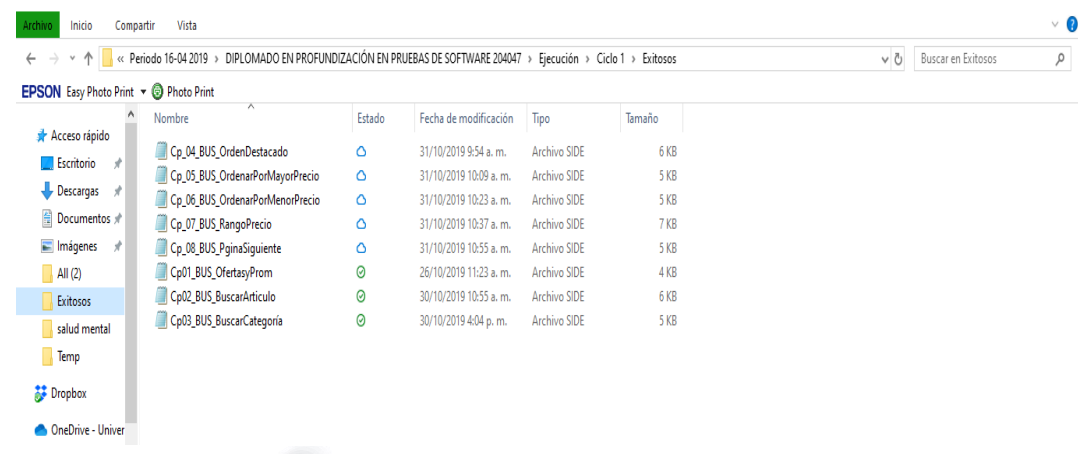 Archivo Inicio Compartir Vista
« Periodo 16-04 2019 > DIPLOMADO EN PROFUNDIZACIÓN EN PRUEBAS DE SOFTWARE 204047 > Ejecución > Ciclo 1 > Exitosos Buscar en Exitosos
EPSON Easy Photo Print Photo Print
Nombre Estado Fecha de modificación Tipo Tamaño
Acceso rápido
Escritorio
Descargas
Documentos
Imágenes
All (2)
Exitosos
salud mental
Temp
Dropbox
OneDrive - Univer
Cp_04_BUS_OrdenDestacado 31/10/2019 9:54 a. m. Archivo SIDE 6 KB
Cp_05_BUS_OrdenarPorMayorPrecio 31/10/2019 10:09 a. m. Archivo SIDE 5 KB
Cp_06_BUS_OrdenarPorMenorPrecio 31/10/2019 10:23 a. m. Archivo SIDE 5 KB
Cp_07_BUS_RangoPrecio 31/10/2019 10:37 a. m. Archivo SIDE 7 KB
Cp_08_BUS_PginaSiguiente 31/10/2019 10:55 a. m. Archivo SIDE 5 KB
Cp01_BUS_OfertasyProm 26/10/2019 11:23 a. m. Archivo SIDE 4 KB
Cp02_BUS_BuscarArticulo 30/10/2019 10:55 a. m. Archivo SIDE 6 KB
Cp03_BUS_BuscarCategoría 30/10/2019 4:04 p. m. Archivo SIDE 5 KB